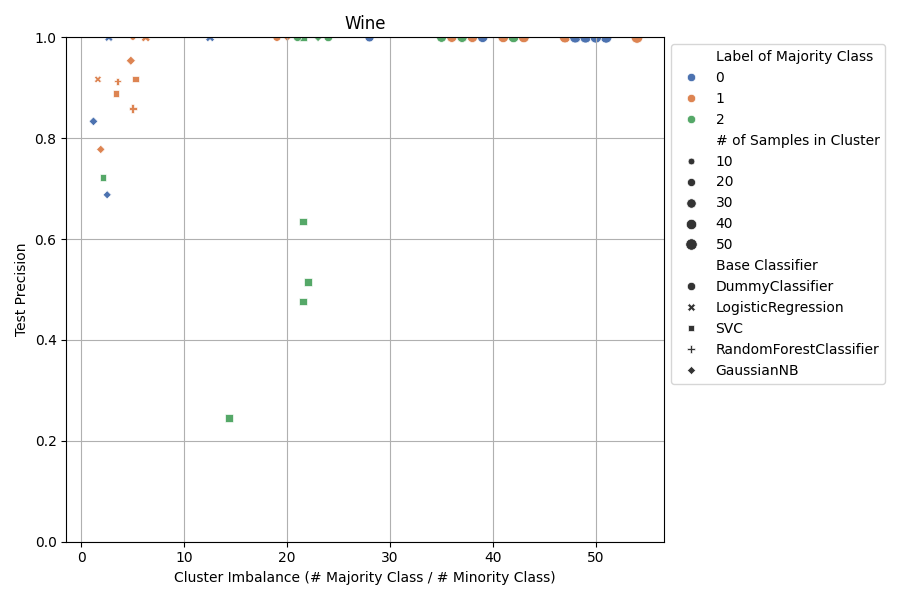 Wine
1.0
0.8
0.6
0.4
0.2
0.0
Test Precision
0
10
20
30
40
50
Cluster Imbalance (# Majority Class / # Minority Class)
Label of Majority Class
0
1
2
# of Samples in Cluster
10
20
30
40
50
Base Classifier
DummyClassifier
LogisticRegression
SVC
RandomForestClassifier
GaussianNB